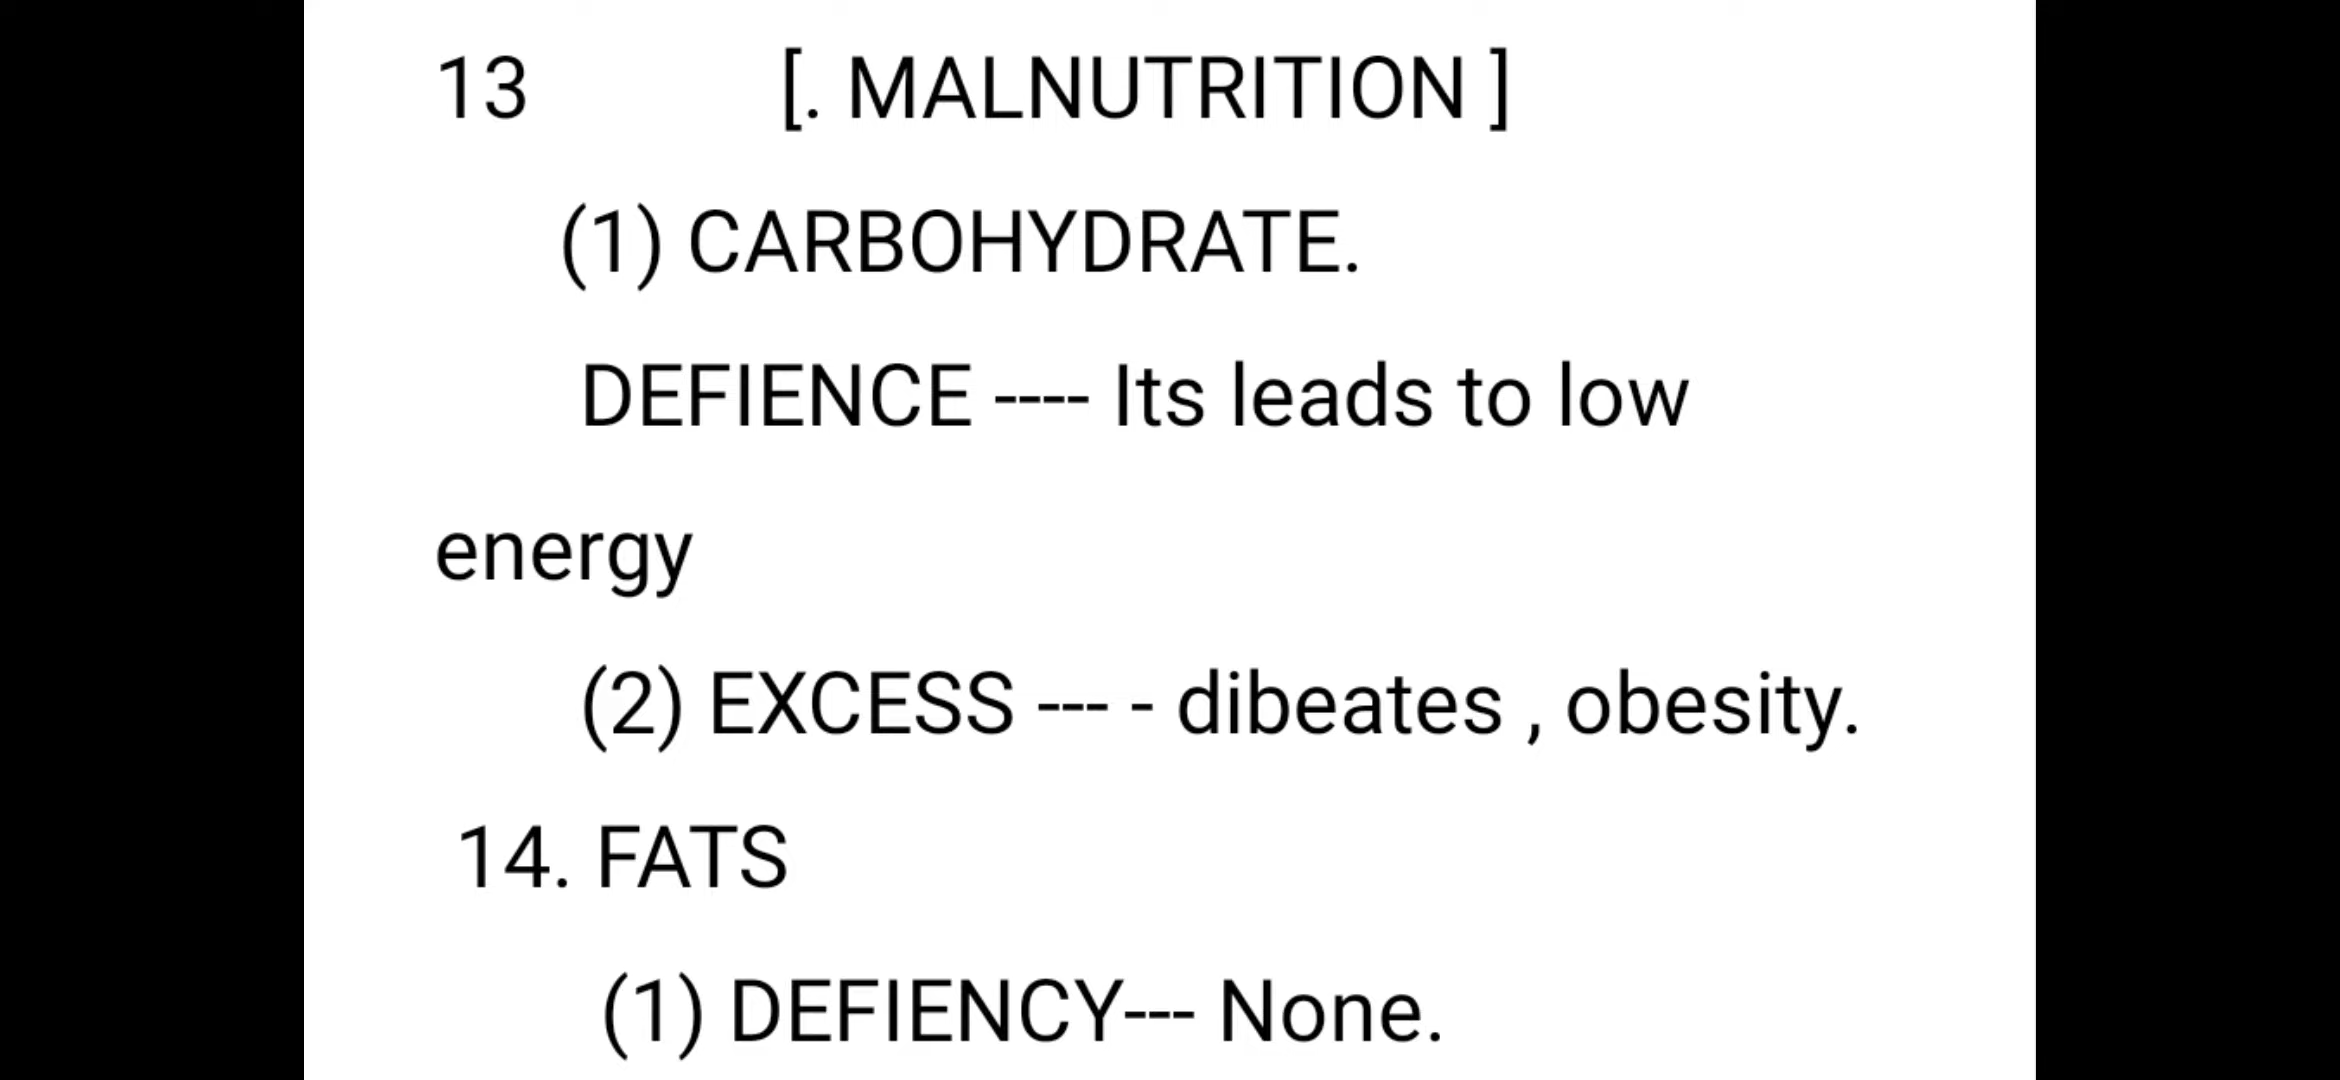 13 [. MALNUTRITION ]
(1) CARBOHYDRATE.
DEFIENCE ---- Its leads to low
energy
(2) EXCESS --- - dibeates , obesity.
14. FATS
(1) DEFIENCY--- None.